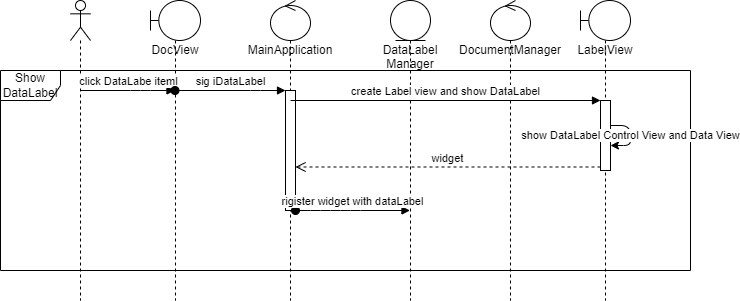 DocView
MainApplication
DataLabel
Manager
DocumentManager
LabelView
Show
DataLabel
click DataLabe iteml
sig iDataLabel
create Label view and show DataLabel
show DataLabel Control View and Data View
widget
rigister widget with dataLabel